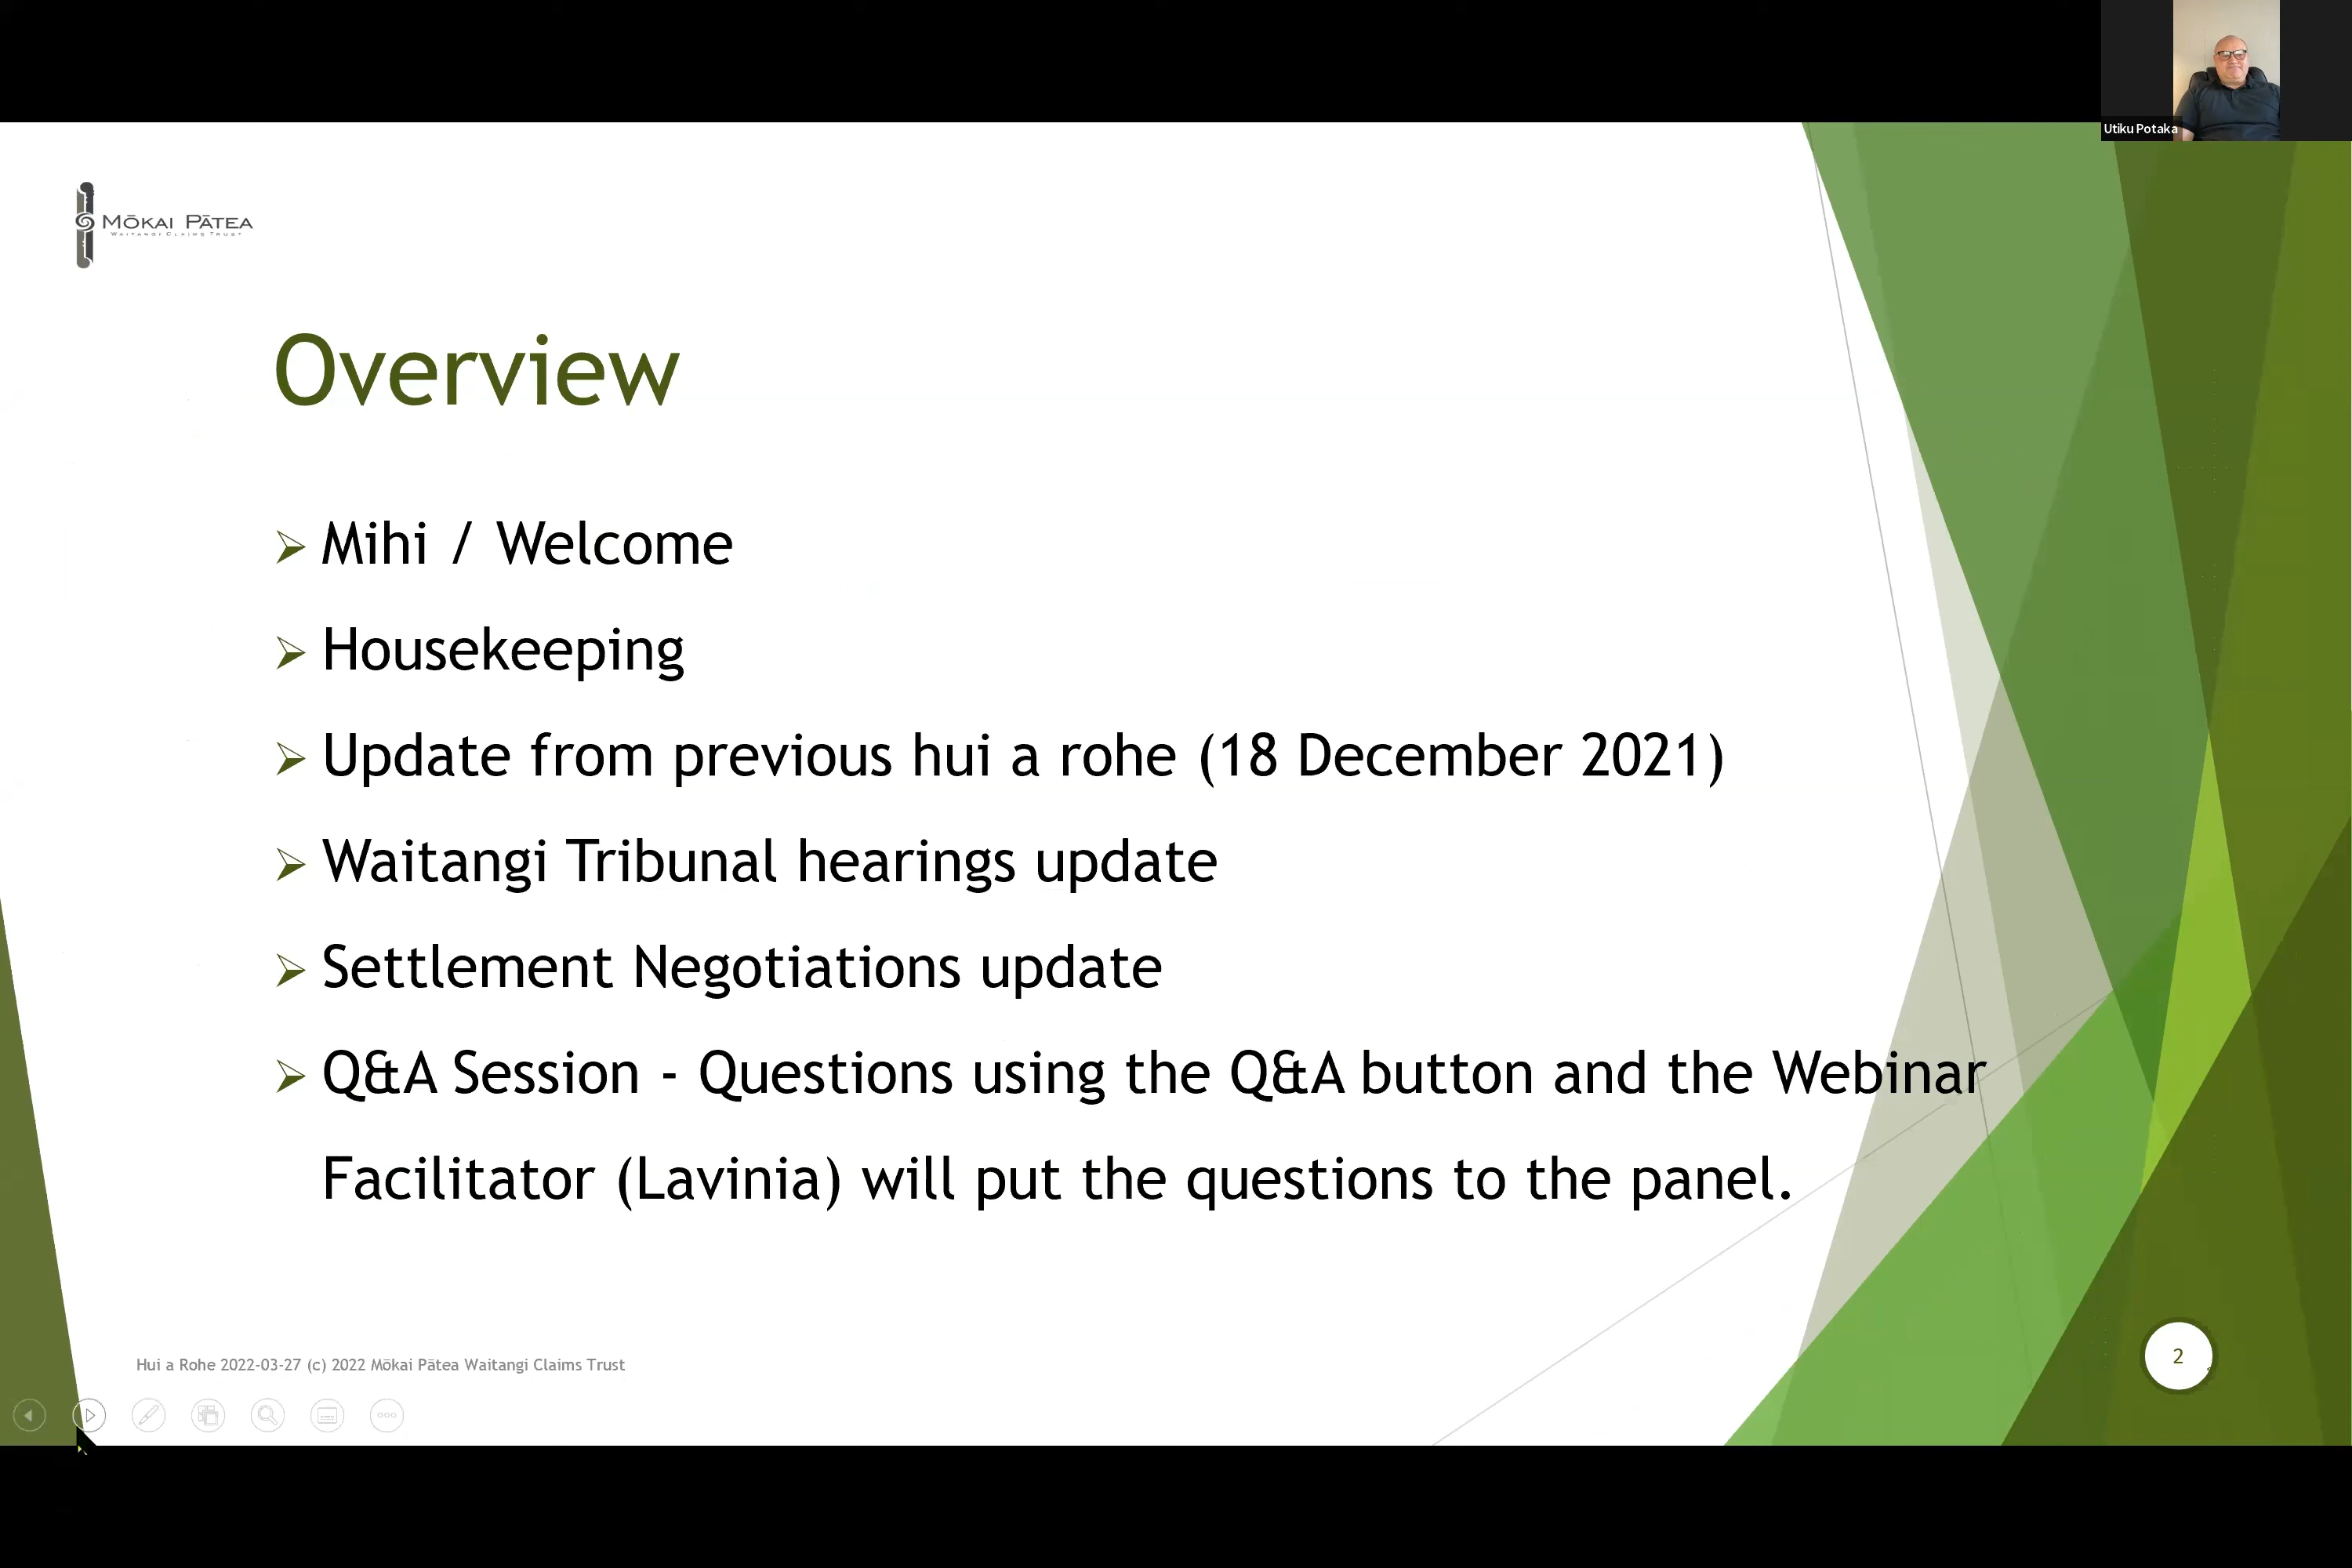 Utiku Potaka
MŌKAI PĀTEA
WAITANGI CLAIMS TRUST
Overview
Mihi / Welcome
Housekeeping
Update from previous hui a rohe (18 December 2021)
Waitangi Tribunal hearings update
Settlement Negotiations update
Q&A Session - Questions using the Q&A button and the Webinar
Facilitator (Lavinia) will put the questions to the panel.
Hui a Rohe 2022-03-27 (c) 2022 Mōkai Pātea Waitangi Claims Trust
2